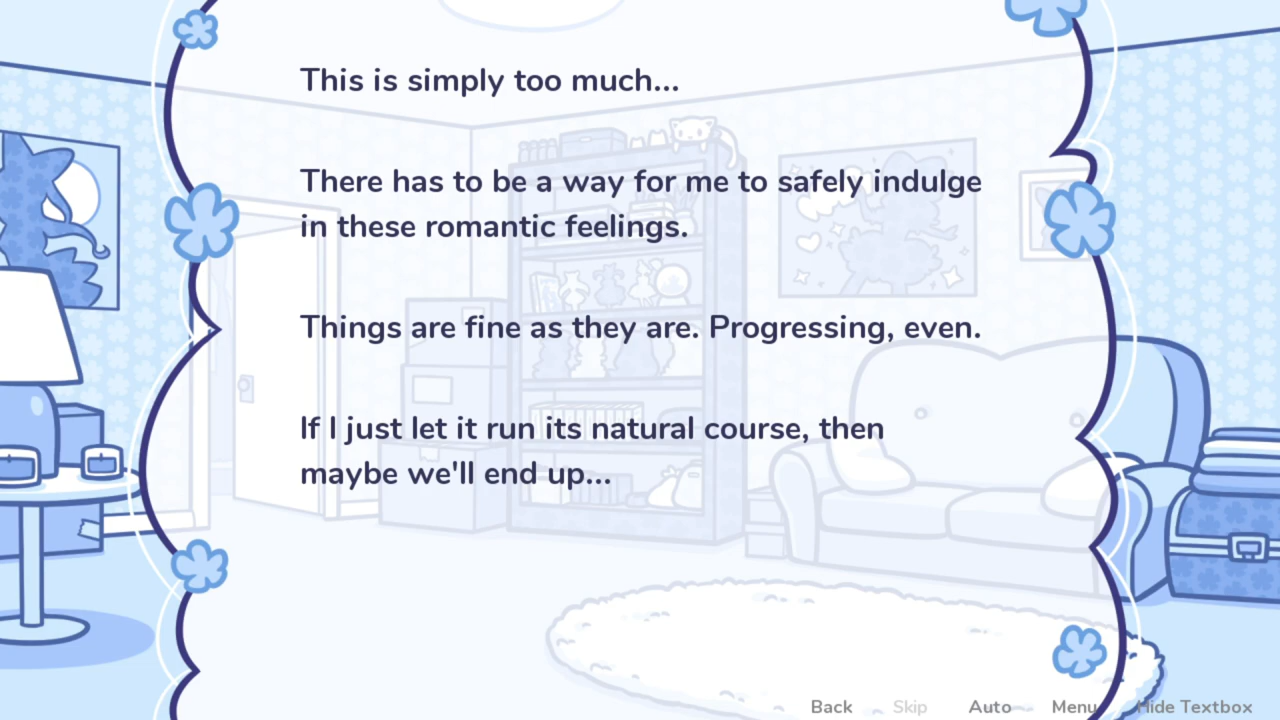 This is simply too much...
There has to be a way for me to safely indulge
in these romantic feelings.
Things are fine as they are. Progressing, even.
If I just let it run its natural course, then
maybe we'll end up...
Back Skip Auto Menu Hide Textbox